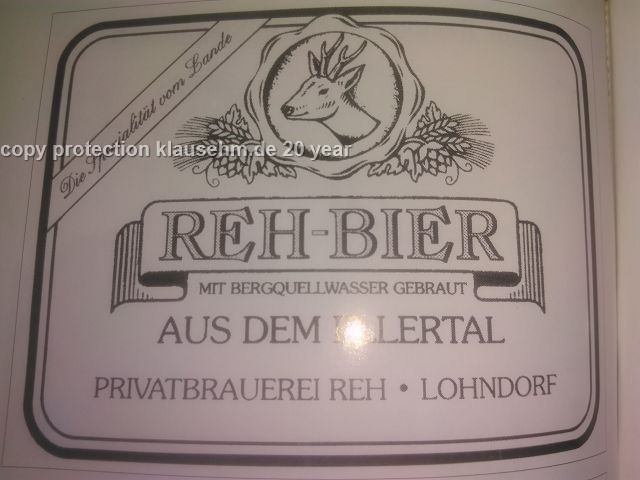 Die Spezialität vom Lande
copy protection klausehm.de 20 year
REH-BIER
MIT BERGQUELLWASSER GEBRAUT
AUS DEM
PRIVATBRAUEREI REH • LOHNDORF